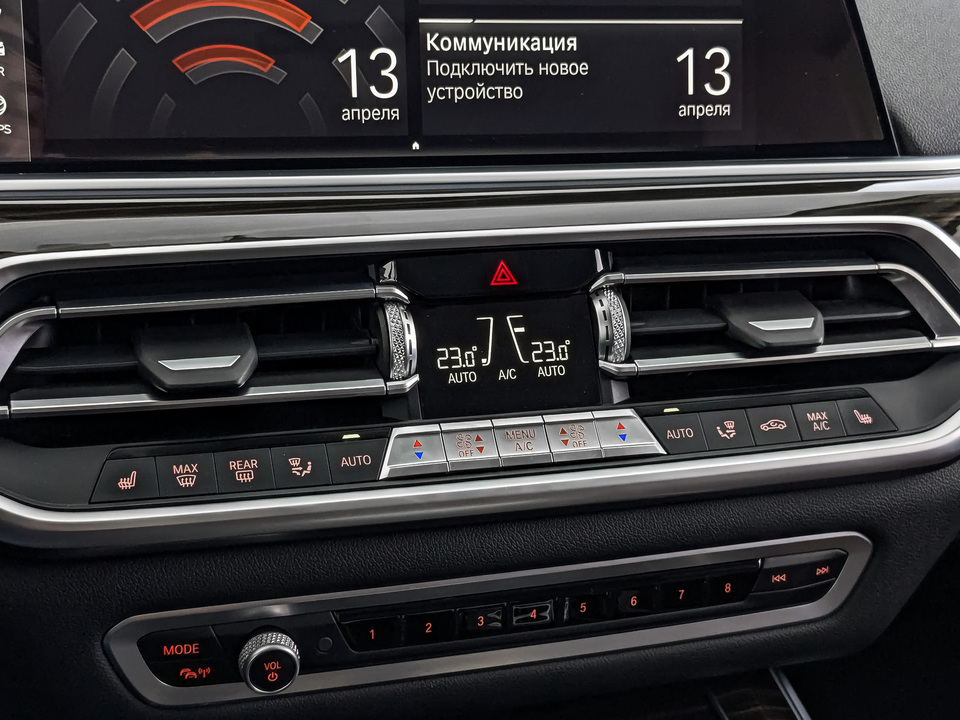 R
PS
13
апреля
Коммуникация
Подключить новое
устройство
13
апреля
23.0° 23.0°
AUTO A/C AUTO
MAX
REAR
AUTO
OFF
MENU
A/C
OFF
AUTO
MAX
A/C
MODE
VOL
1 2 3 4 5 6 7 8